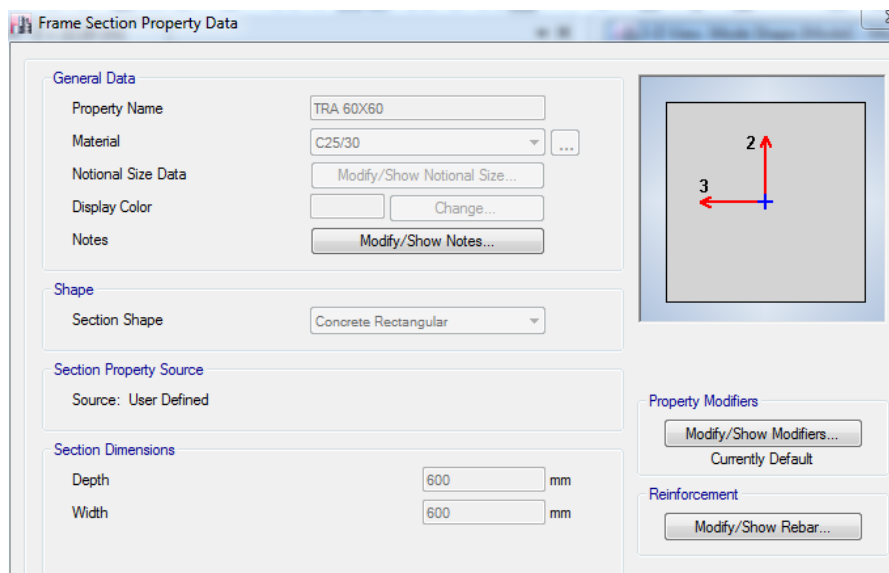 Frame Section Property Data
General Data
Property Name TRA 60X60
Material C25/30 ...
Notional Size Data Modify/Show Notional Size...
Display Color Change...
Notes Modify/Show Notes...
Shape
Section Shape Concrete Rectangular
Section Property Source
Source: User Defined
Section Dimensions
Depth 600 mm
Width 600 mm
2
3
Property Modifiers
Modify/Show Modifiers...
Currently Default
Reinforcement
Modify/Show Rebar...